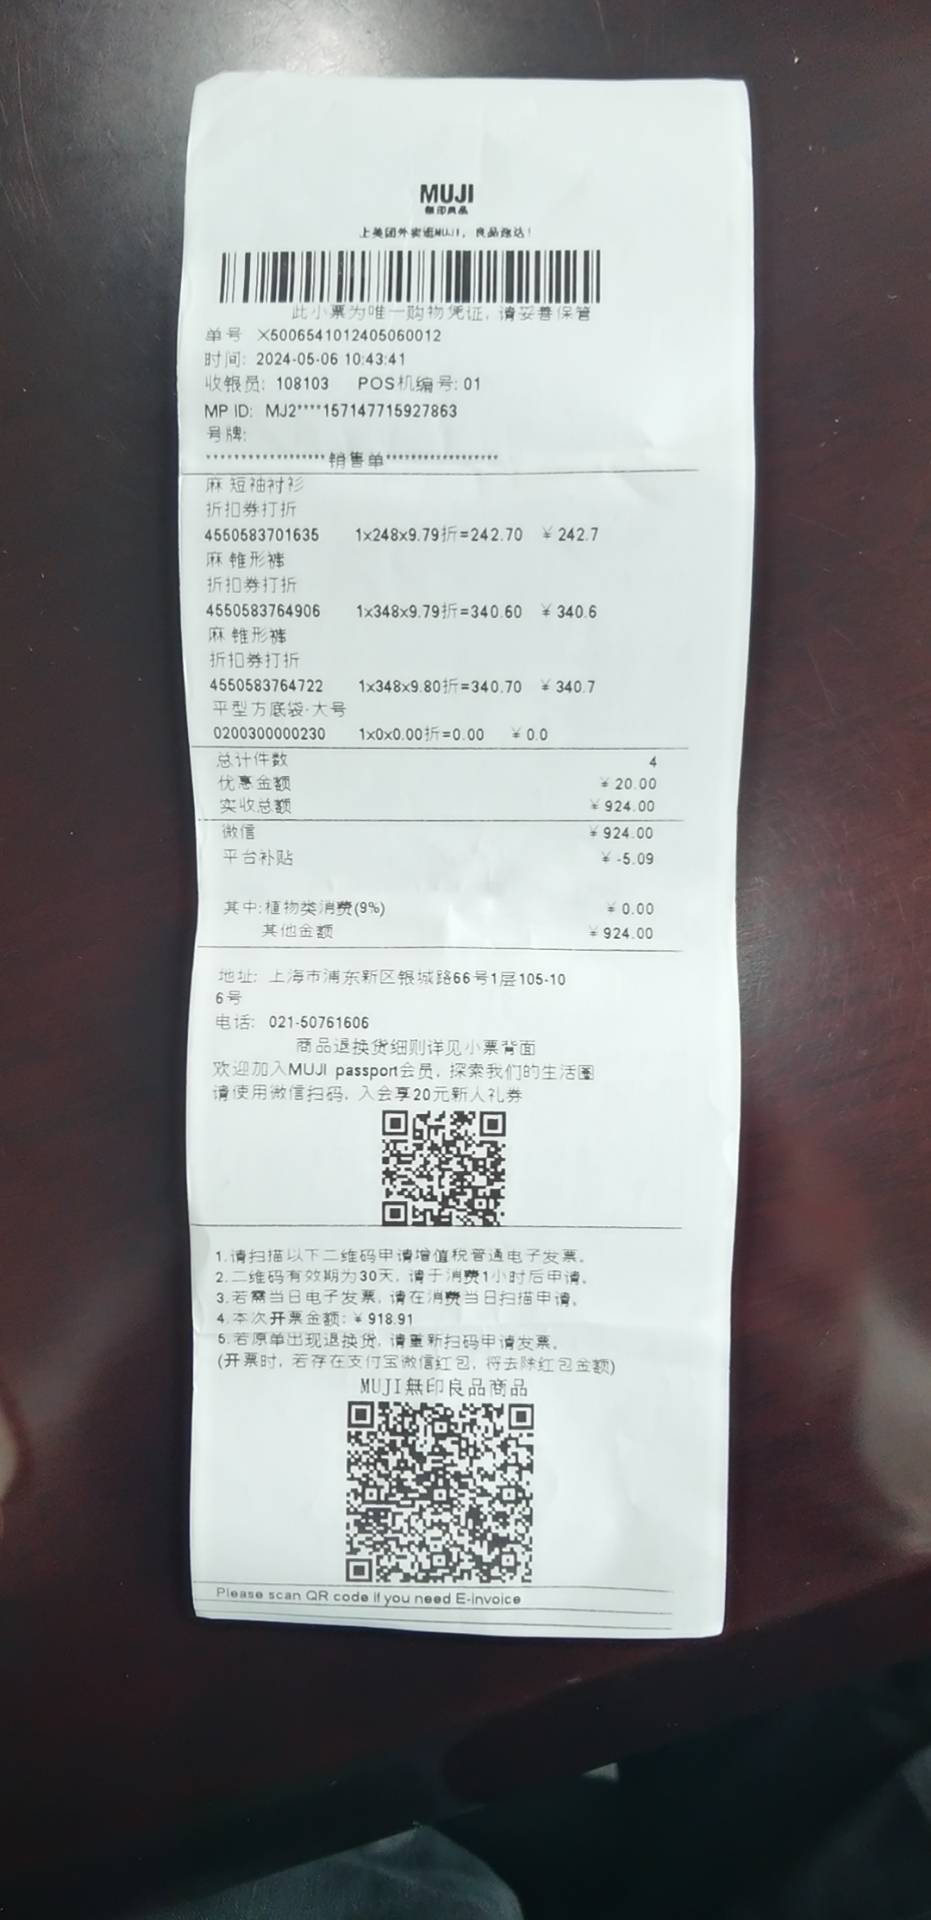 MUJI
無印良品
上美团外卖逛MUJI，良品速达！
此小票为唯一购物凭证，请妥善保管
单号 X5006541012405060012
时间: 2024-05-06 10:43:41
收银员: 108103 POS机编号: 01
MP ID: MJ2****157147715927863
号牌:
******************销售单*****************
麻 短袖衬衫
折扣券打折
4550583701635 1x248x9.79折=242.70 ¥ 242.7
麻 锥形裤
折扣券打折
4550583764906 1x348x9.79折=340.60 ¥ 340.6
麻 锥形裤
折扣券打折
4550583764722 1x348x9.80折=340.70 ¥ 340.7
平型方底袋·大号
0200300000230 1x0x0.00折=0.00 ¥ 0.0
总计件数 4
优惠金额 ¥ 20.00
实收总额 ¥ 924.00
微信 ¥ 924.00
平台补贴 ¥ -5.09
其中:植物类消费(9%) ¥ 0.00
其他金额 ¥ 924.00
地址: 上海市浦东新区银城路66号1层105-10
6号
电话: 021-50761606
商品退换货细则详见小票背面
欢迎加入MUJI passport会员, 探索我们的生活圈
请使用微信扫码, 入会享20元新人礼券
1.请扫描以下二维码申请增值税普通电子发票。
2.二维码有效期为30天, 请于消费1小时后申请。
3.若需当日电子发票, 请在消费当日扫描申请。
4.本次开票金额: ¥ 918.91
5.若原单出现退换货, 请重新扫码申请发票。
(开票时, 若存在支付宝微信红包, 将去除红包金额)
MUJI無印良品商品
Please scan QR code if you need E-invoice